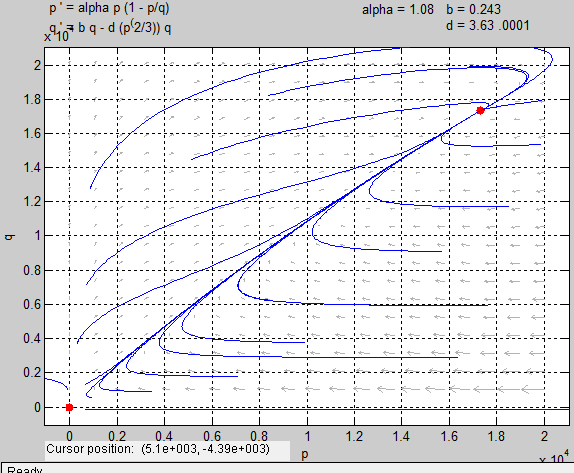 p ' = alpha p (1 - p/q)
alpha = 1.08 b = 0.243
q ' = b q - d (p^(2/3)) q
d = 3.63 .0001
x 10^4
2
1.8
1.6
1.4
1.2
1
0.8
0.6
0.4
0.2
0
q
0 0.2 0.4 0.6 0.8 1 1.2 1.4 1.6 1.8 2
p
x 10^4
Cursor position: (5.1e+003, -4.39e+003)
Ready